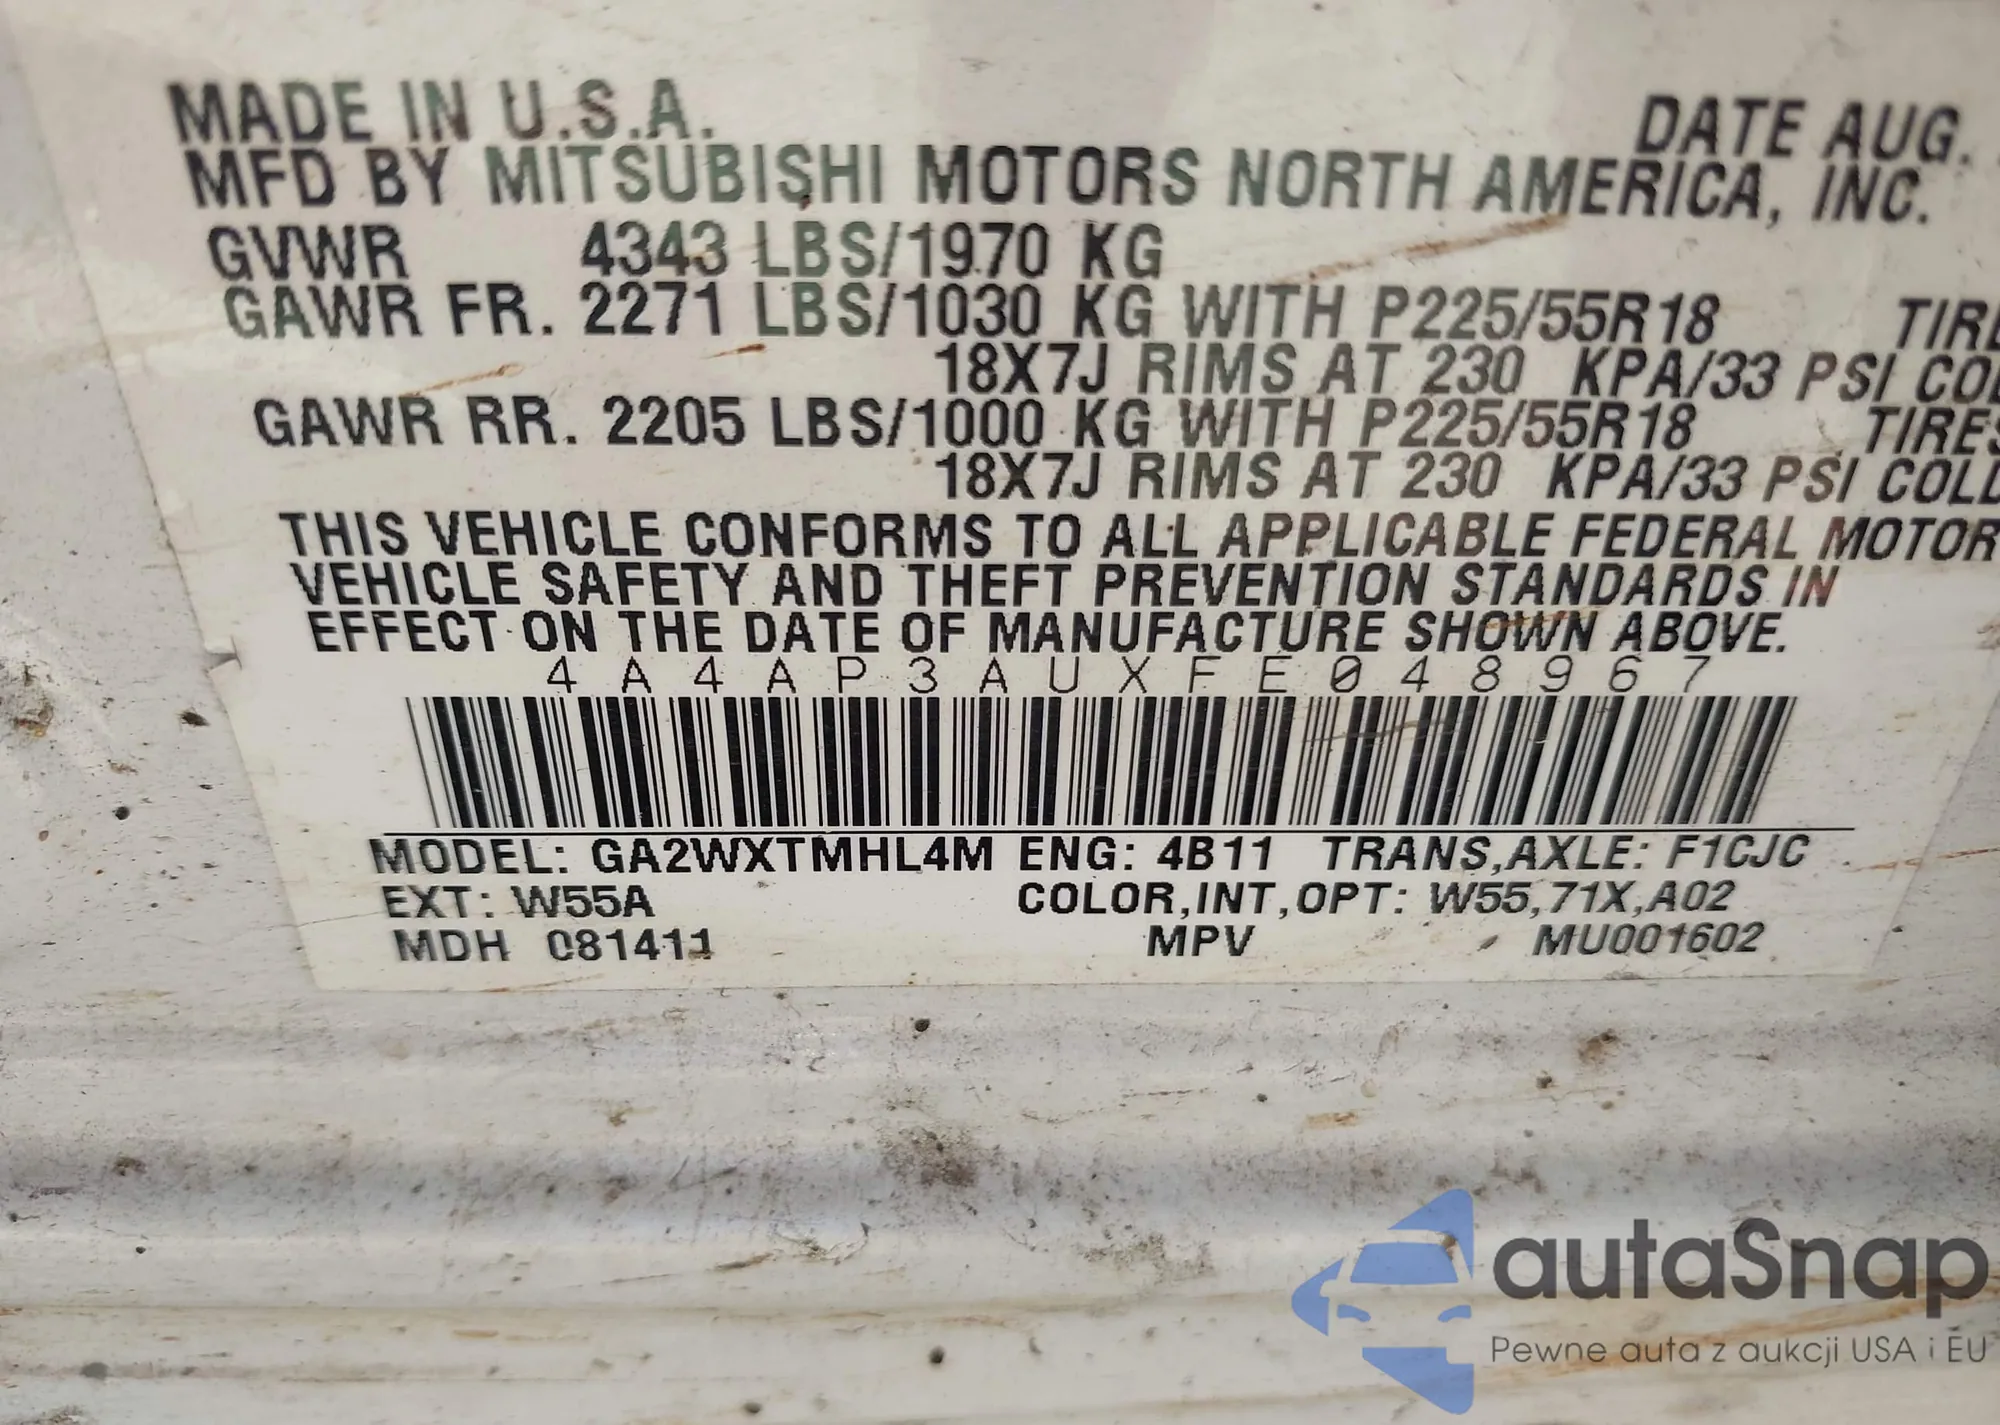 MADE IN U.S.A.
DATE AUG.
MFD BY MITSUBISHI MOTORS NORTH AMERICA, INC.
GVWR 4343 LBS/1970 KG
GAWR FR. 2271 LBS/1030 KG WITH P225/55R18 TIRE
18X7J RIMS AT 230 KPA/33 PSI COL
GAWR RR. 2205 LBS/1000 KG WITH P225/55R18 TIRES
18X7J RIMS AT 230 KPA/33 PSI COLD
THIS VEHICLE CONFORMS TO ALL APPLICABLE FEDERAL MOTOR
VEHICLE SAFETY AND THEFT PREVENTION STANDARDS IN
EFFECT ON THE DATE OF MANUFACTURE SHOWN ABOVE.
4A4AP3AUXFE048967
MODEL: GA2WXTMHL4M ENG: 4B11 TRANS,AXLE: F1CJC
EXT: W55A COLOR,INT,OPT: W55,71X,A02
MDH 081411 MPV MU001602
autaSnap
Pewne auta z aukcji USA i EU